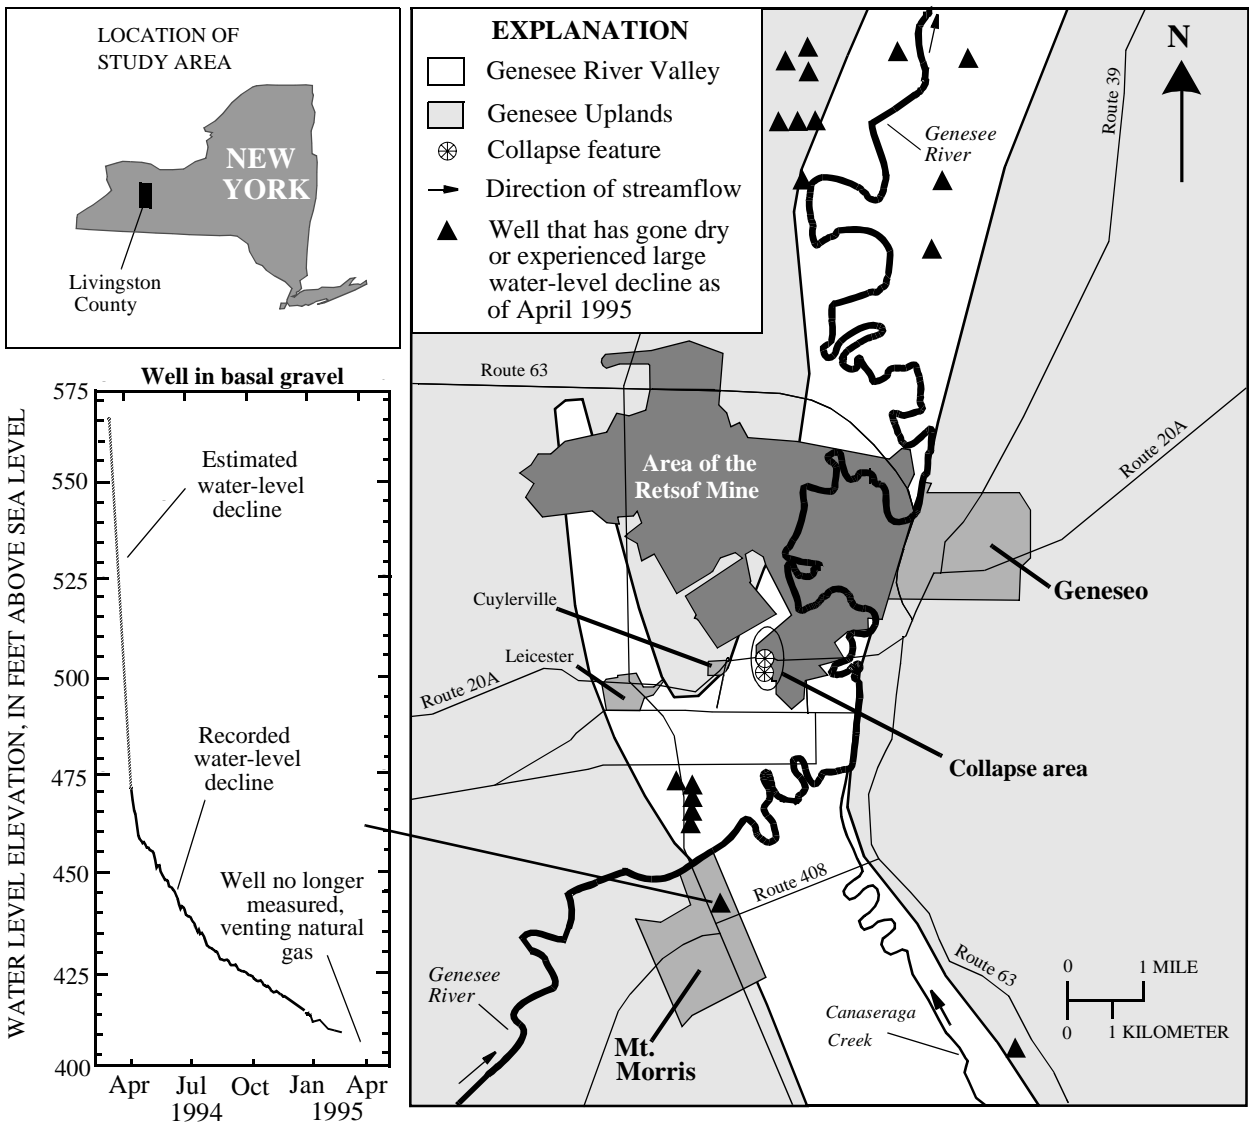 LOCATION OF
STUDY AREA
NEW
YORK
Livingston
County
EXPLANATION
Genesee River Valley
Genesee Uplands
Collapse feature
Direction of streamflow
Well that has gone dry
or experienced large
water-level decline as
of April 1995
N
Route 39
Genesee
River
Route 63
Route 20A
Area of the
Retsof Mine
Geneseo
Cuylerville
Leicester
Route 20A
Collapse area
Route 408
Route 63
Genesee
River
Mt.
Morris
Canaseraga
Creek
0 1 MILE
0 1 KILOMETER
Well in basal gravel
WATER LEVEL ELEVATION, IN FEET ABOVE SEA LEVEL
575
550
525
500
475
450
425
400
Estimated
water-level
decline
Recorded
water-level
decline
Well no longer
measured,
venting natural
gas
Apr Jul Oct Jan Apr
1994 1995